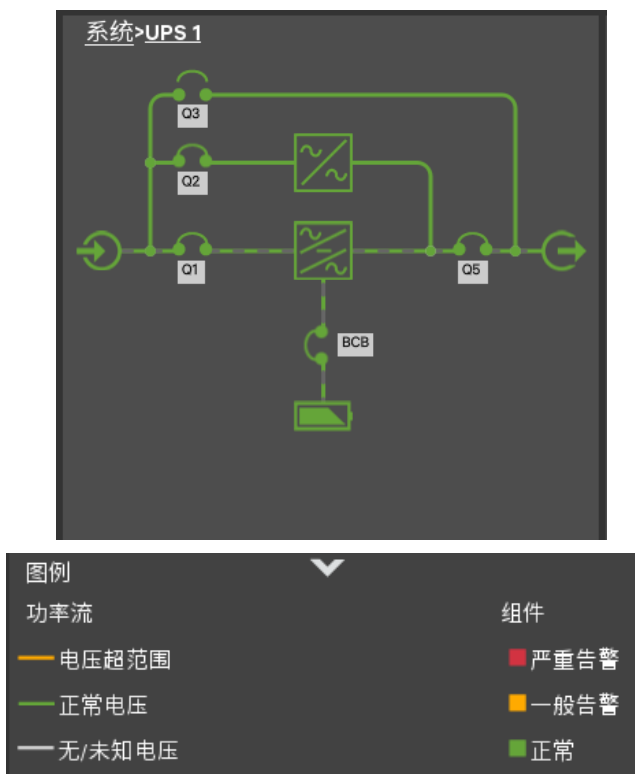 系统>UPS 1
Q3
Q2
Q1
Q5
BCB
图例
功率流
组件
电压超范围
严重告警
正常电压
一般告警
无/未知电压
正常